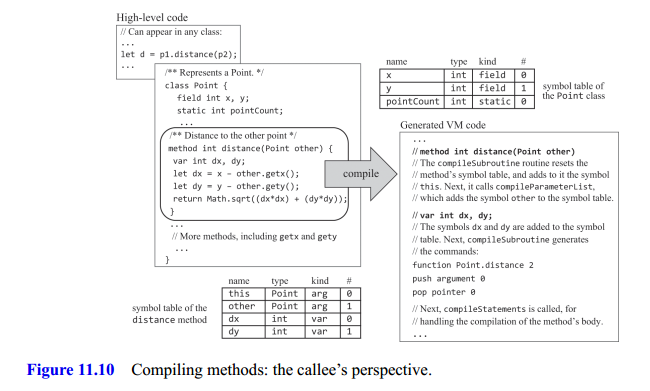 High-level code
// Can appear in any class:
...
let d = p1.distance(p2);
...
/** Represents a Point. */
class Point {
field int x, y;
static int pointCount;
...
/** Distance to the other point */
method int distance(Point other) {
var int dx, dy;
let dx = x - other.getx();
let dy = y - other.gety();
return Math.sqrt((dx*dx) + (dy*dy));
}
...
// More methods, including getx and gety
...
}
compile
name type kind #
x int field 0
y int field 1
pointCount int static 0
symbol table of
the Point class
Generated VM code
...
// method int distance(Point other)
// The compileSubroutine routine resets the
method's symbol table, and adds to it the symbol
// this. Next, it calls compileParameterList,
// which adds the symbol other to the symbol table.
// var int dx, dy;
// The symbols dx and dy are added to the symbol
// table. Next, compileSubroutine generates
// the commands:
function Point.distance 2
push argument 0
pop pointer 0
// Next, compileStatements is called, for
// handling the compilation of the method's body.
...
symbol table of the
distance method
name type kind #
this Point arg 0
other Point arg 1
dx int var 0
dy int var 1
Figure 11.10 Compiling methods: the callee's perspective.